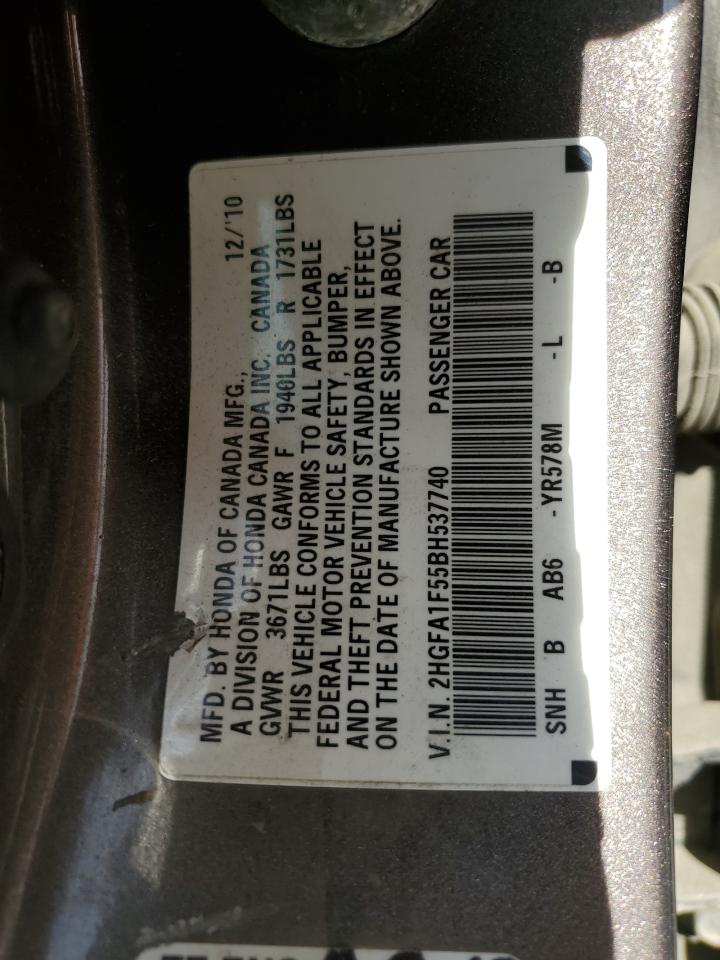 MFD. BY HONDA OF CANADA MFG., 12/'10
A DIVISION OF HONDA CANADA INC. CANADA
GVWR 3671LBS GAWR F 1940LBS R 1731LBS
THIS VEHICLE CONFORMS TO ALL APPLICABLE
FEDERAL MOTOR VEHICLE SAFETY, BUMPER,
AND THEFT PREVENTION STANDARDS IN EFFECT
ON THE DATE OF MANUFACTURE SHOWN ABOVE.
V.I.N. 2HGFA1F55BH537740 PASSENGER CAR
SNH B AB6 -YR578M -L -B